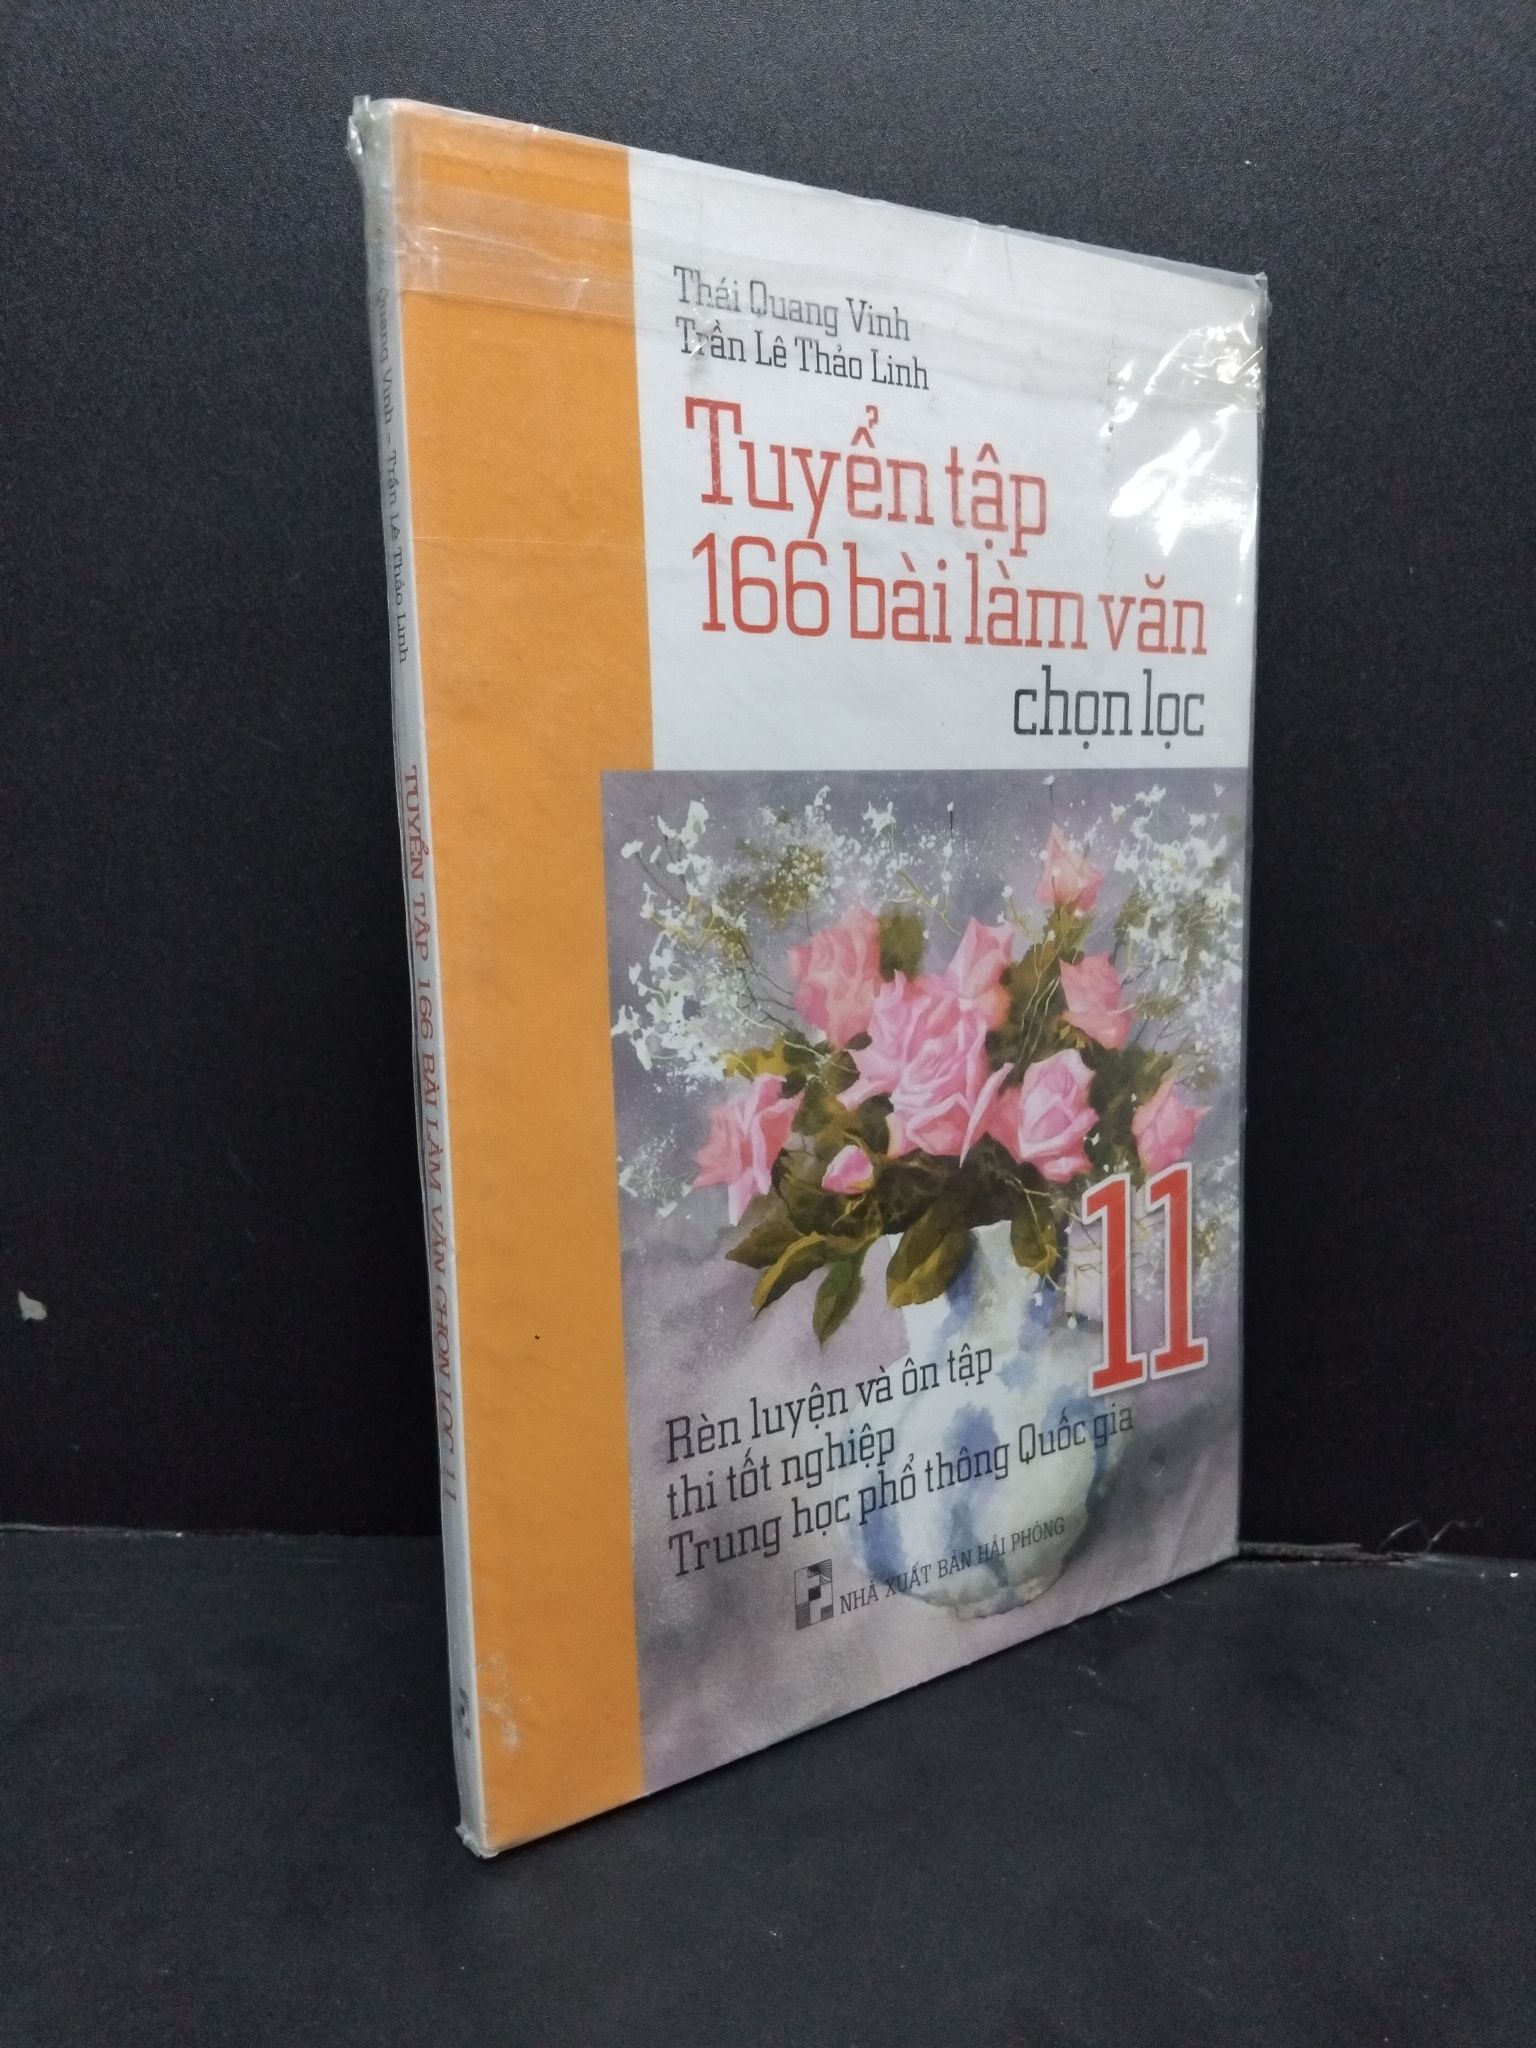 Thái Quang Vinh
Trần Lê Thảo Linh
Tuyển tập
166 bài làm văn
chọn lọc
11
Rèn luyện và ôn tập
thi tốt nghiệp
Trung học phổ thông Quốc gia
NHÀ XUẤT BẢN HẢI PHÒNG
Quang Vinh - Trần Lê Thảo Linh
TUYỂN TẬP 166 BÀI LÀM VĂN CHỌN LỌC 11